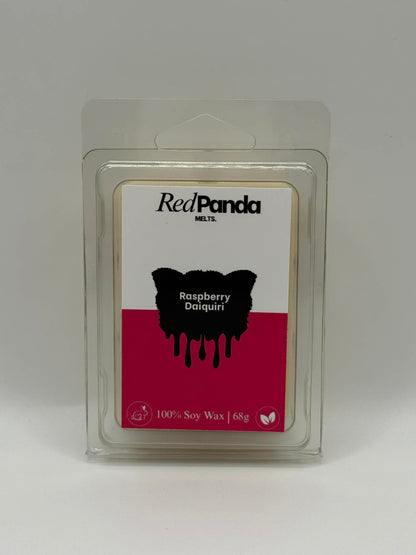 RedPanda
MELTS.
Raspberry
Daiquiri
100% Soy Wax | 68g